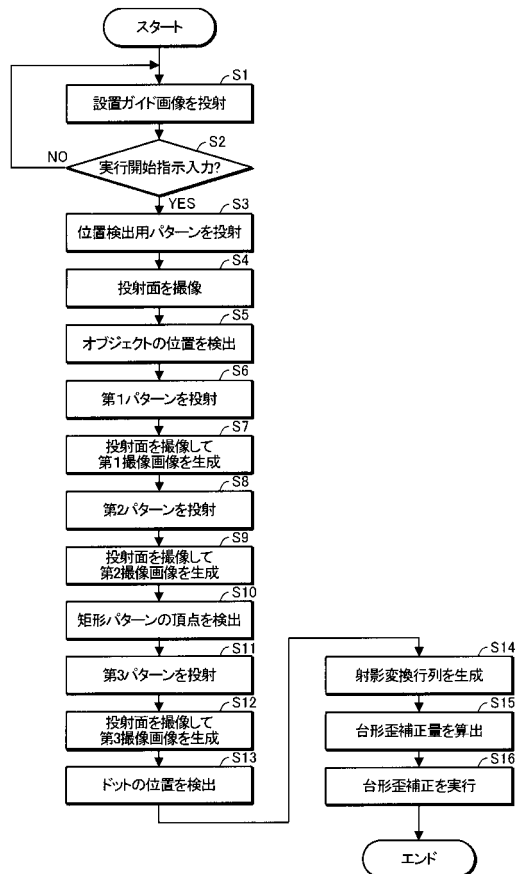 スタート
S1
設置ガイド画像を投射
S2
実行開始指示入力?
NO
YES
S3
位置検出用パターンを投射
S4
投射面を撮像
S5
オブジェクトの位置を検出
S6
第1パターンを投射
S7
投射面を撮像して
第1撮像画像を生成
S8
第2パターンを投射
S9
投射面を撮像して
第2撮像画像を生成
S10
矩形パターンの頂点を検出
S11
第3パターンを投射
S12
投射面を撮像して
第3撮像画像を生成
S13
ドットの位置を検出
S14
射影変換行列を生成
S15
台形歪補正量を算出
S16
台形歪補正を実行
エンド